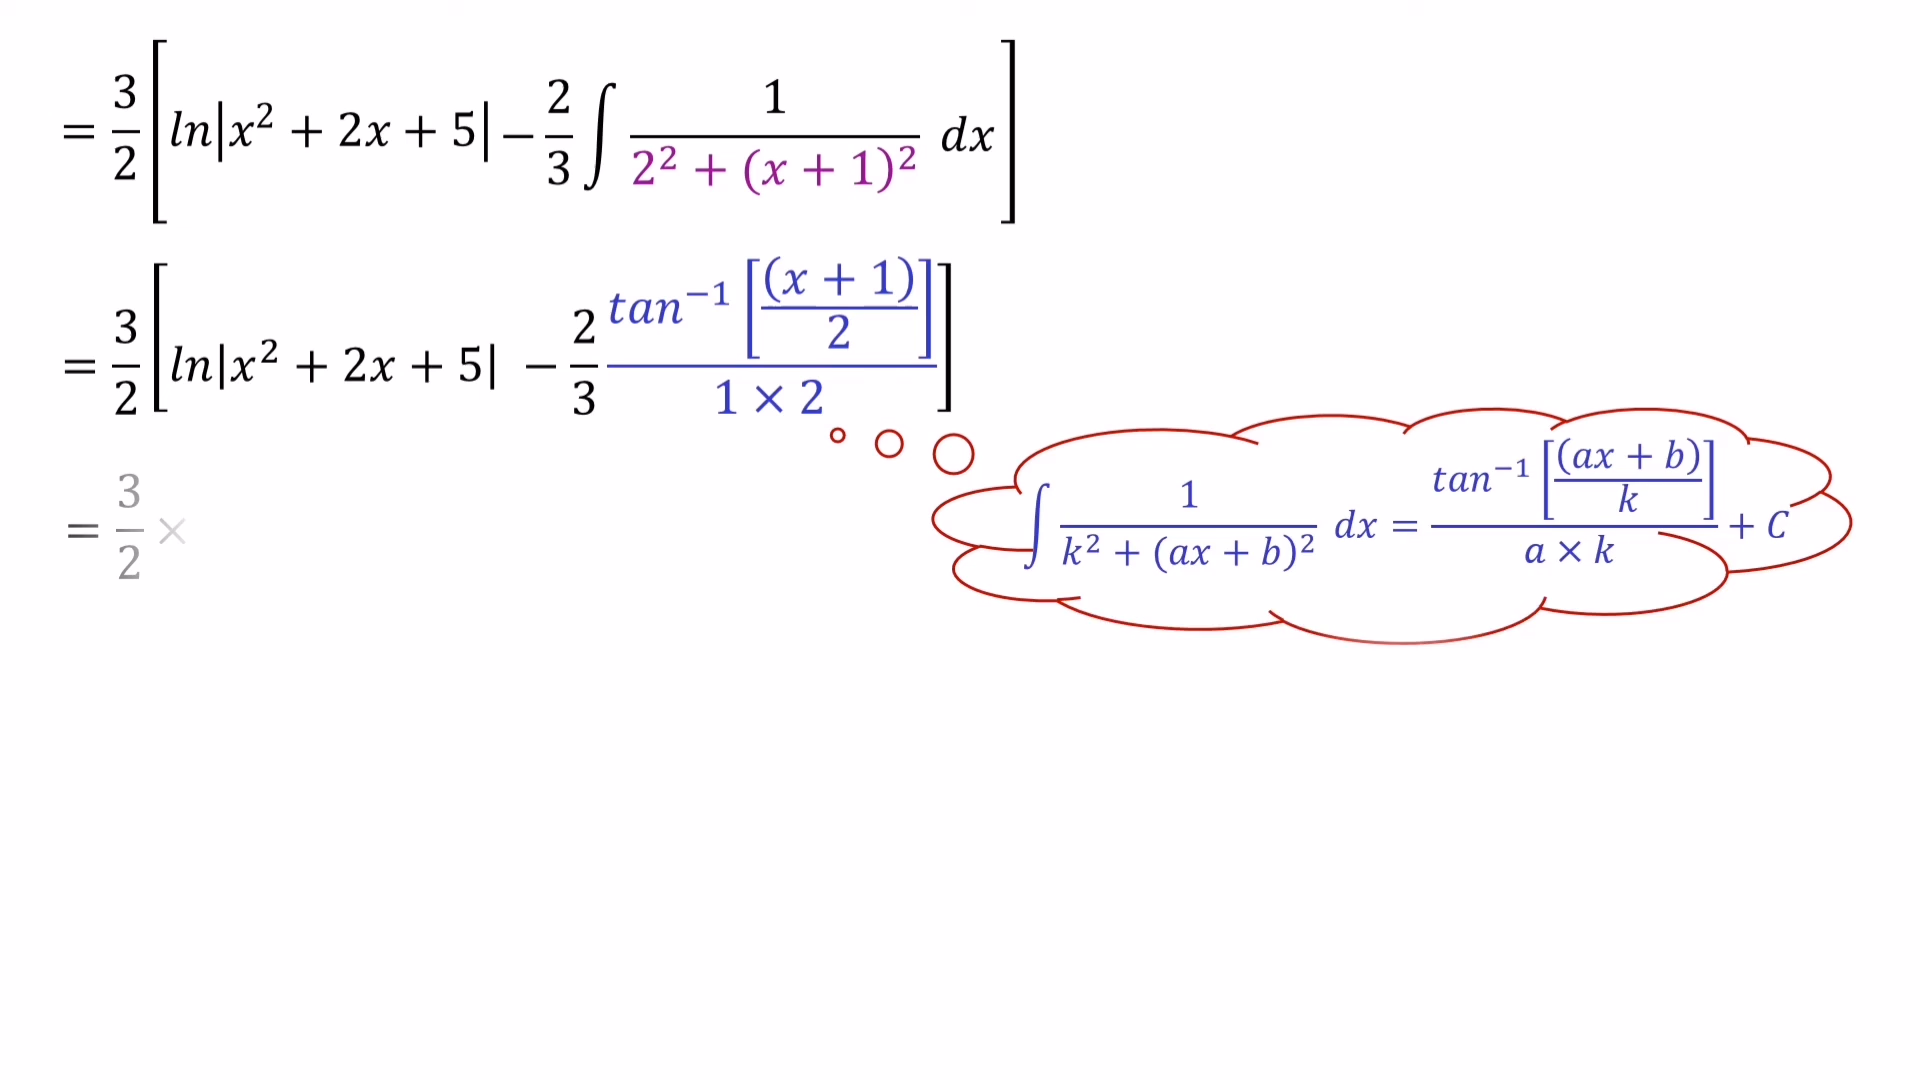 = 3/2 [ln|x² + 2x + 5| − 2/3 ∫ 1/(2² + (x + 1)²) dx]
= 3/2 [ln|x² + 2x + 5| − 2/3 tan⁻¹[(x + 1)/2]/(1 × 2)]
∫ 1/(k² + (ax + b)²) dx = tan⁻¹[(ax + b)/k]/(a × k) + C
= 3/2 ×